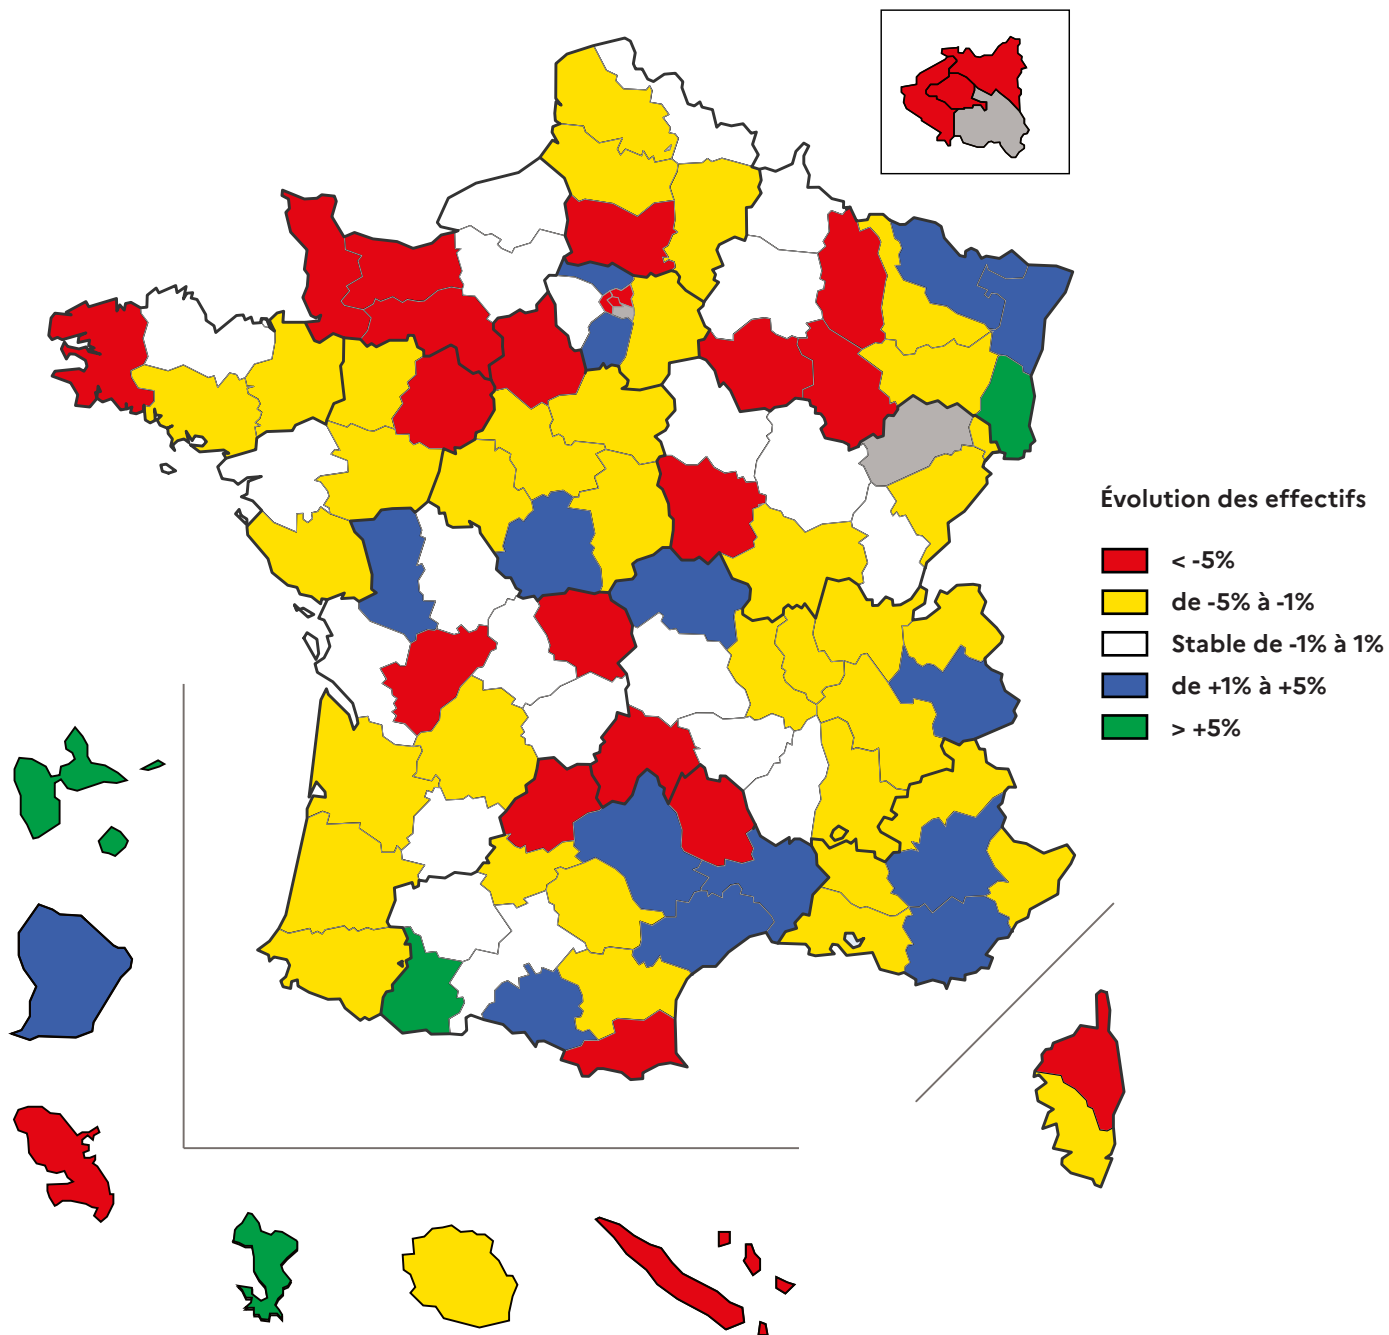 Évolution des effectifs
< -5%
de -5% à -1%
Stable de -1% à 1%
de +1% à +5%
> +5%